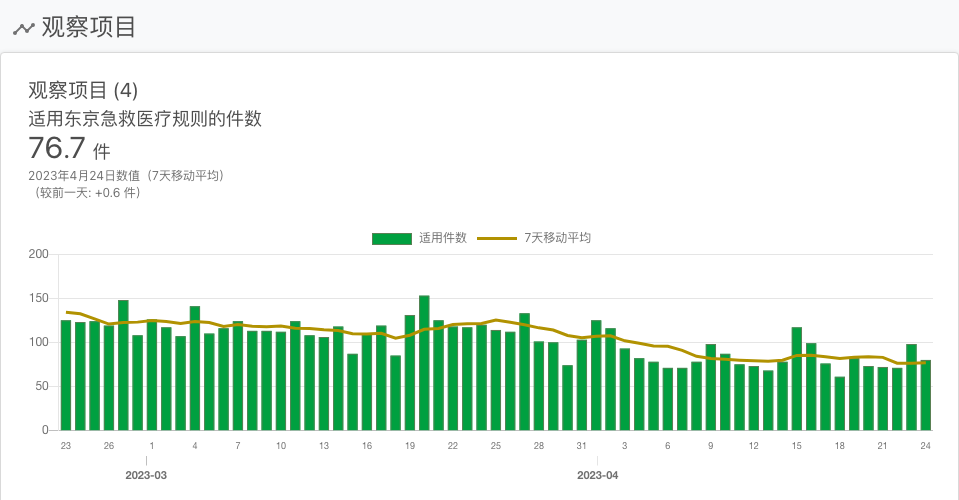 观察项目
观察项目 (4)
适用东京急救医疗规则的件数
76.7 件
2023年4月24日数值（7天移动平均）
（较前一天: +0.6 件）
适用件数 7天移动平均
200
150
100
50
0
23 26 1 4 7 10 13 16 19 22 25 28 31 3 6 9 12 15 18 21 24
2023-03 2023-04